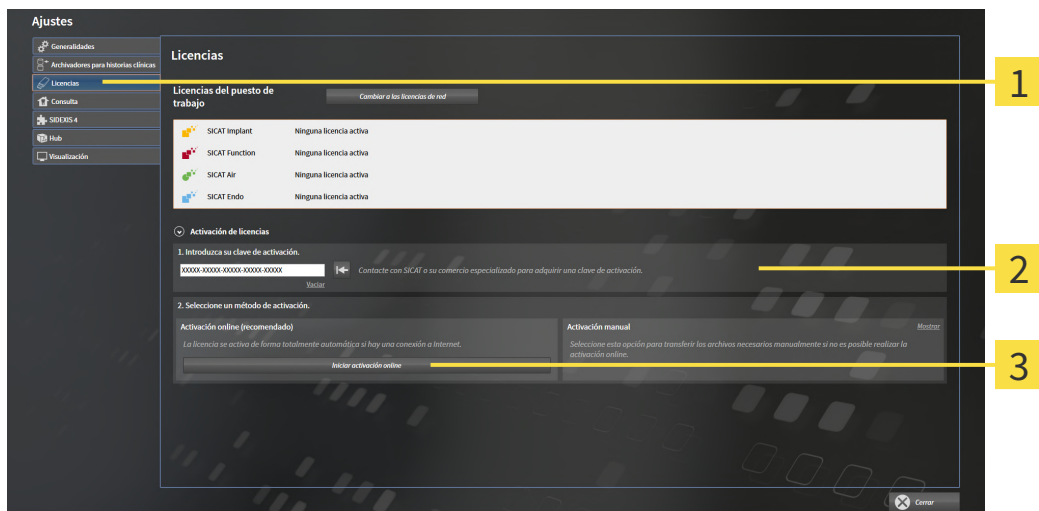 Ajustes
Generalidades
Archivadores para historias clínicas
Licencias
Consulta
SIDEXIS 4
Hub
Visualización
Licencias
Licencias del puesto de
trabajo
Cambiar a las licencias de red
SICAT Implant Ninguna licencia activa
SICAT Function Ninguna licencia activa
SICAT Air Ninguna licencia activa
SICAT Endo Ninguna licencia activa
Activación de licencias
1. Introduzca su clave de activación.
XXXXX-XXXXX-XXXXX-XXXXX-XXXXX
Contacte con SICAT o su comercio especializado para adquirir una clave de activación.
Vaciar
2. Seleccione un método de activación.
Activación online (recomendado)
La licencia se activa de forma totalmente automática si hay una conexión a Internet.
Iniciar activación online
Activación manual
Mostrar
Seleccione esta opción para transferir los archivos necesarios manualmente si no es posible realizar la
activación online.
Cerrar
1
2
3